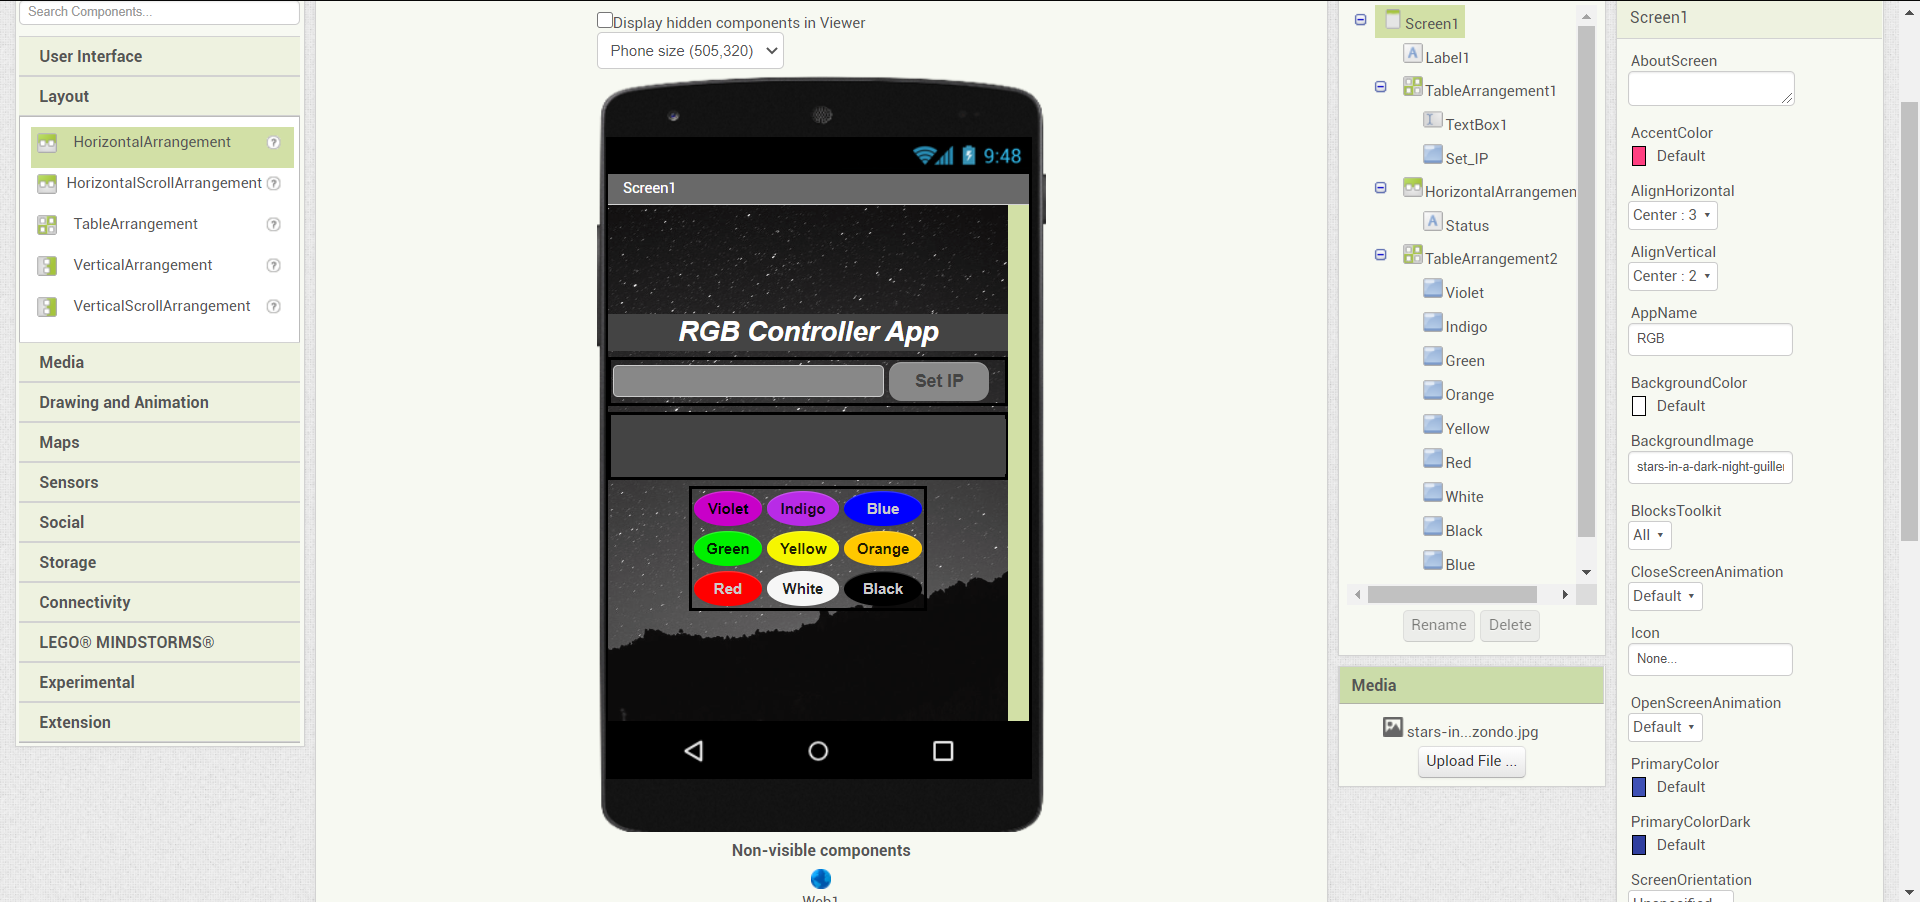 Search Components...
User Interface
Layout
HorizontalArrangement
HorizontalScrollArrangement
TableArrangement
VerticalArrangement
VerticalScrollArrangement
Media
Drawing and Animation
Maps
Sensors
Social
Storage
Connectivity
LEGO® MINDSTORMS®
Experimental
Extension
Display hidden components in Viewer
Phone size (505,320)
9:48
Screen1
RGB Controller App
Set IP
Violet Indigo Blue
Green Yellow Orange
Red White Black
Non-visible components
Web1
Screen1
Label1
TableArrangement1
TextBox1
Set_IP
HorizontalArrangemen
Status
TableArrangement2
Violet
Indigo
Green
Orange
Yellow
Red
White
Black
Blue
Rename Delete
Media
stars-in...zondo.jpg
Upload File ...
Screen1
AboutScreen
AccentColor
Default
AlignHorizontal
Center : 3
AlignVertical
Center : 2
AppName
RGB
BackgroundColor
Default
BackgroundImage
stars-in-a-dark-night-guiller
BlocksToolkit
All
CloseScreenAnimation
Default
Icon
None...
OpenScreenAnimation
Default
PrimaryColor
Default
PrimaryColorDark
Default
ScreenOrientation
Unspecified